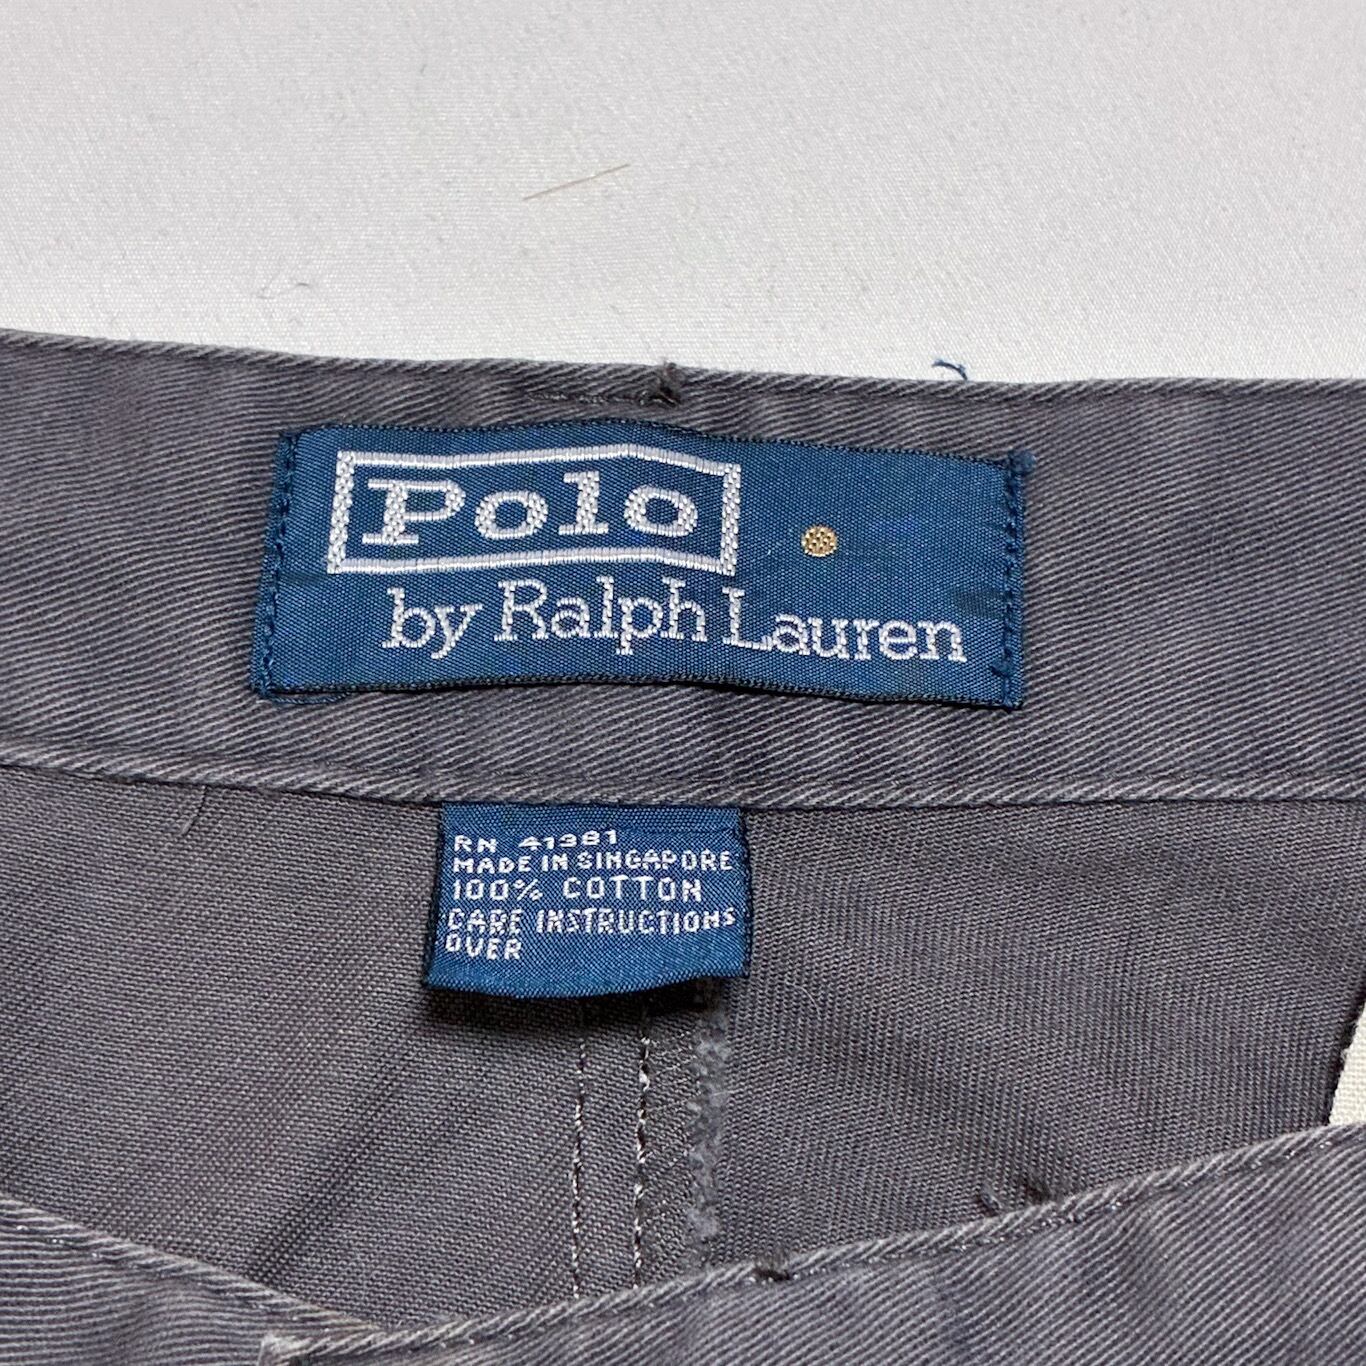 Polo
by Ralph Lauren
RN 41381
MADE IN SINGAPORE
100% COTTON
CARE INSTRUCTIONS
OVER